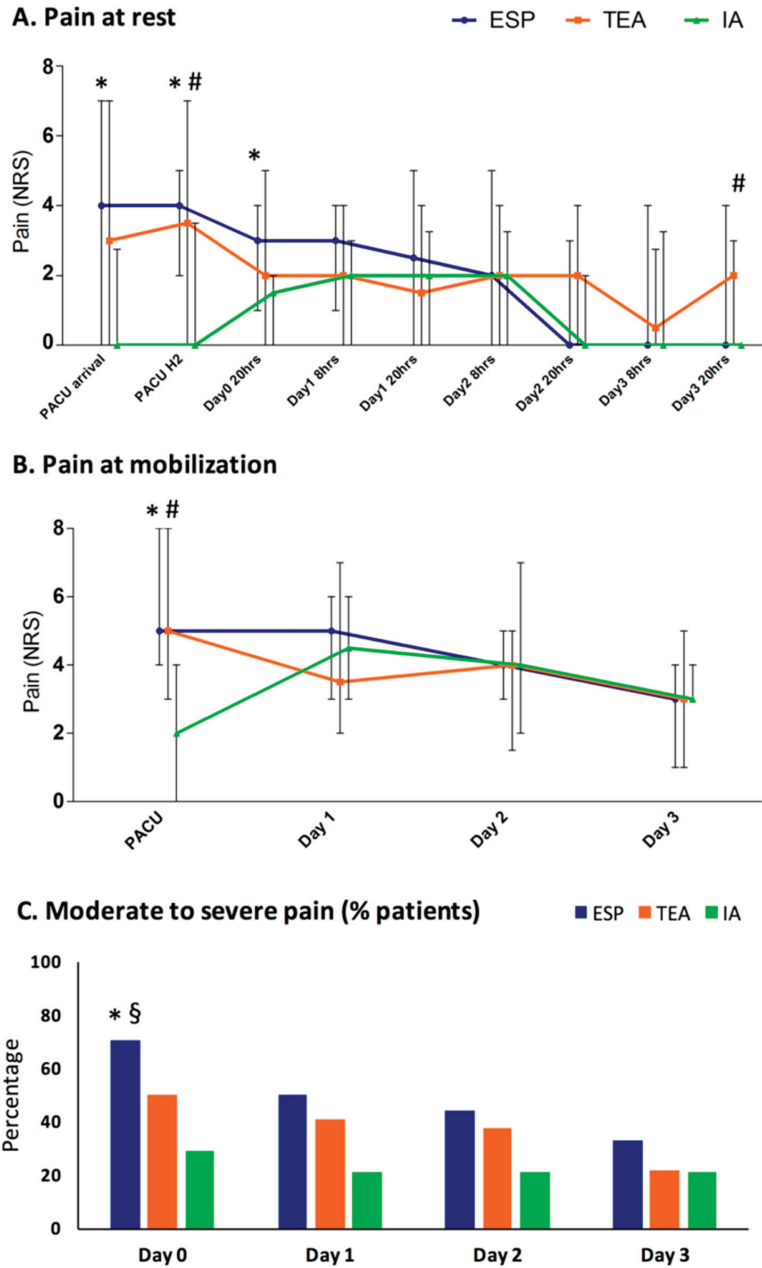 A. Pain at rest
ESP TEA IA
* * # * #
Pain (NRS)
8
6
4
2
0
PACU arrival
PACU H2
Day0 20hrs
Day1 8hrs
Day1 20hrs
Day2 8hrs
Day2 20hrs
Day3 8hrs
Day3 20hrs
B. Pain at mobilization
* #
Pain (NRS)
8
6
4
2
0
PACU
Day 1
Day 2
Day 3
C. Moderate to severe pain (% patients)
ESP TEA IA
* §
Percentage
100
80
60
40
20
0
Day 0 Day 1 Day 2 Day 3